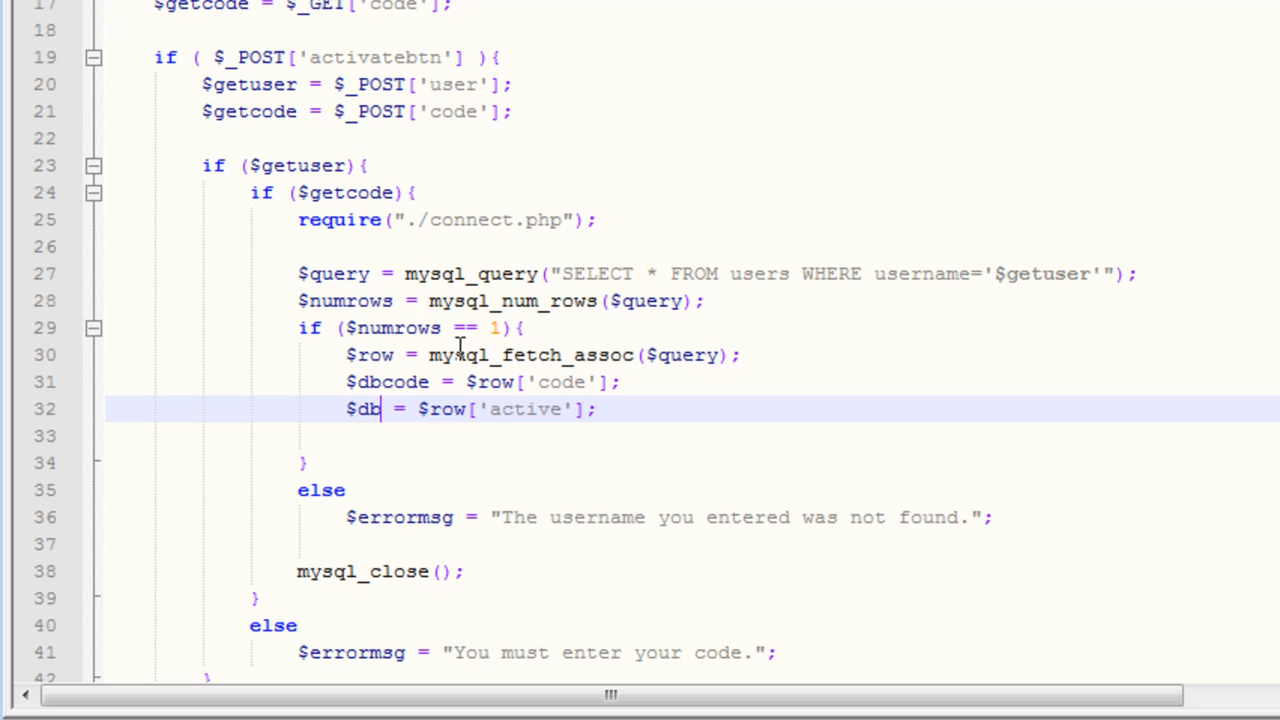 17 $getcode = $_GET['code'];
18
19 if ( $_POST['activatebtn'] ){
20 $getuser = $_POST['user'];
21 $getcode = $_POST['code'];
22
23 if ($getuser){
24 if ($getcode){
25 require("./connect.php");
26
27 $query = mysql_query("SELECT * FROM users WHERE username='$getuser'");
28 $numrows = mysql_num_rows($query);
29 if ($numrows == 1){
30 $row = mysql_fetch_assoc($query);
31 $dbcode = $row['code'];
32 $db = $row['active'];
33
34 }
35 else
36 $errormsg = "The username you entered was not found.";
37
38 mysql_close();
39 }
40 else
41 $errormsg = "You must enter your code.";
42 }